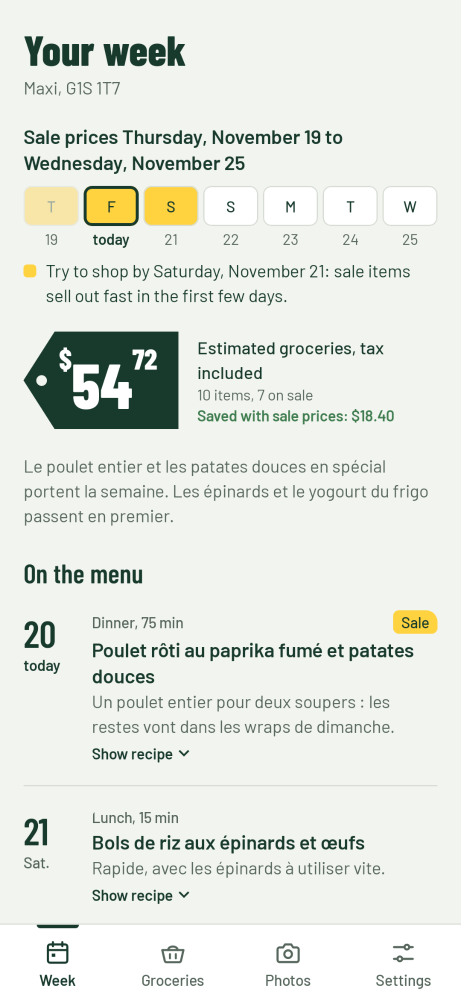 Your week
Maxi, G1S 1T7
Sale prices Thursday, November 19 to
Wednesday, November 25
T F S S M T W
19 today 21 22 23 24 25
Try to shop by Saturday, November 21: sale items
sell out fast in the first few days.
$54 72
Estimated groceries, tax
included
10 items, 7 on sale
Saved with sale prices: $18.40
Le poulet entier et les patates douces en spécial
portent la semaine. Les épinards et le yogourt du frigo
passent en premier.
On the menu
20
today
Dinner, 75 min
Sale
Poulet rôti au paprika fumé et patates
douces
Un poulet entier pour deux soupers : les
restes vont dans les wraps de dimanche.
Show recipe
21
Sat.
Lunch, 15 min
Bols de riz aux épinards et œufs
Rapide, avec les épinards à utiliser vite.
Show recipe
Week Groceries Photos Settings